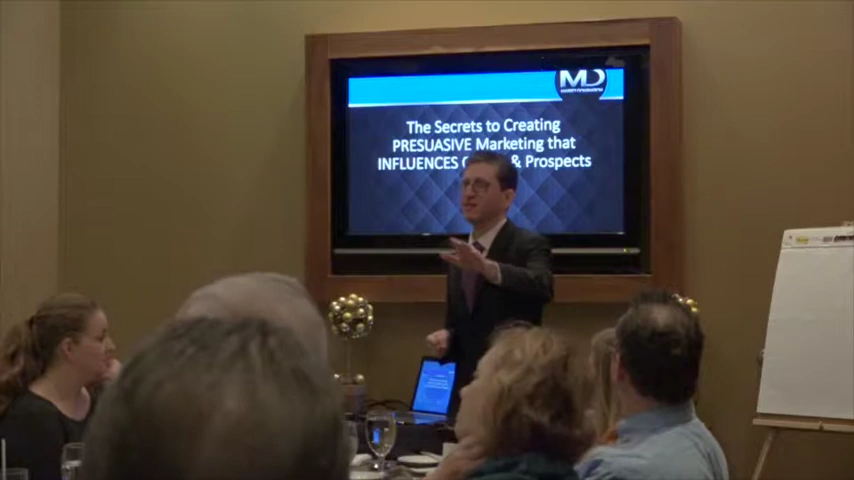 MD
The Secrets to Creating
PRESUASIVE Marketing that
INFLUENCES & Prospects